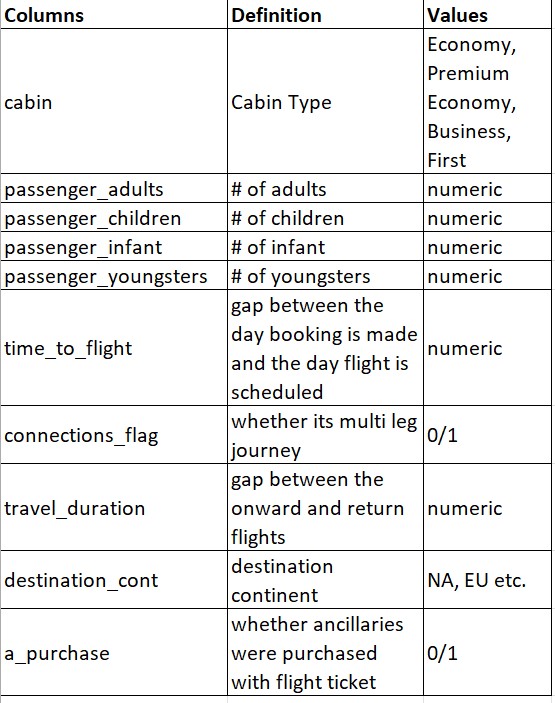 Columns Definition Values
cabin Cabin Type Economy,
Premium
Economy,
Business,
First
passenger_adults # of adults numeric
passenger_children # of children numeric
passenger_infant # of infant numeric
passenger_youngsters # of youngsters numeric
time_to_flight gap between the
day booking is made
and the day flight is
scheduled numeric
connections_flag whether its multi leg
journey 0/1
travel_duration gap between the
onward and return
flights numeric
destination_cont destination
continent NA, EU etc.
a_purchase whether ancillaries
were purchased
with flight ticket 0/1